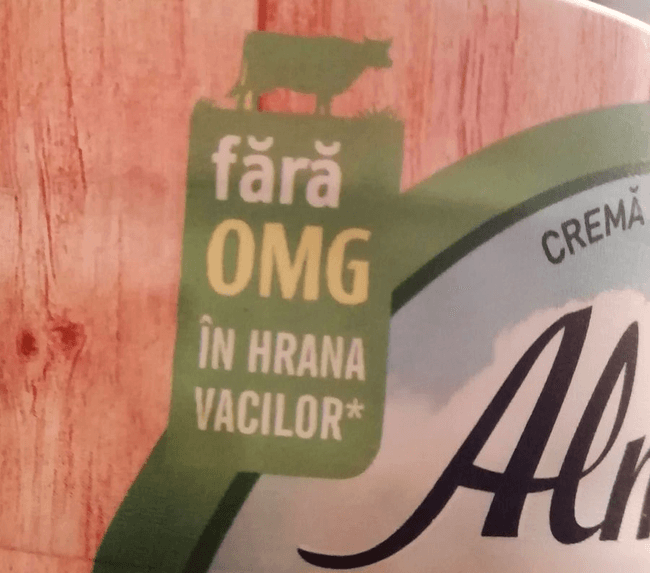 fără
OMG
ÎN HRANA
VACILOR*
CREMĂ